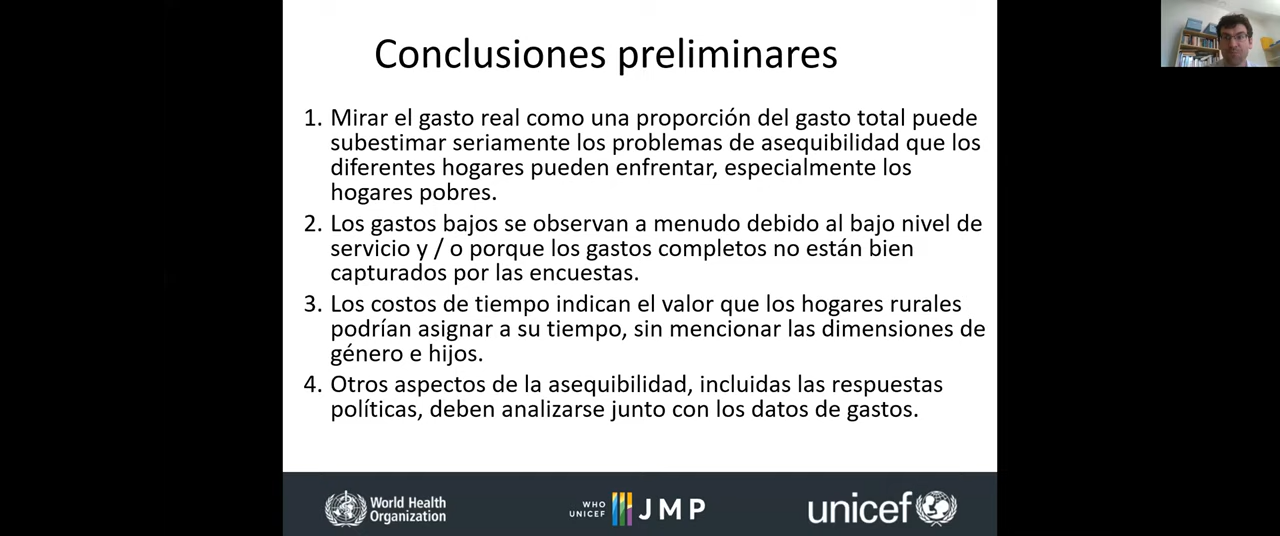 Conclusiones preliminares
1. Mirar el gasto real como una proporción del gasto total puede
subestimar seriamente los problemas de asequibilidad que los
diferentes hogares pueden enfrentar, especialmente los
hogares pobres.
2. Los gastos bajos se observan a menudo debido al bajo nivel de
servicio y / o porque los gastos completos no están bien
capturados por las encuestas.
3. Los costos de tiempo indican el valor que los hogares rurales
podrían asignar a su tiempo, sin mencionar las dimensiones de
género e hijos.
4. Otros aspectos de la asequibilidad, incluidas las respuestas
políticas, deben analizarse junto con los datos de gastos.
World Health
Organization
WHO
UNICEF
JMP
unicef